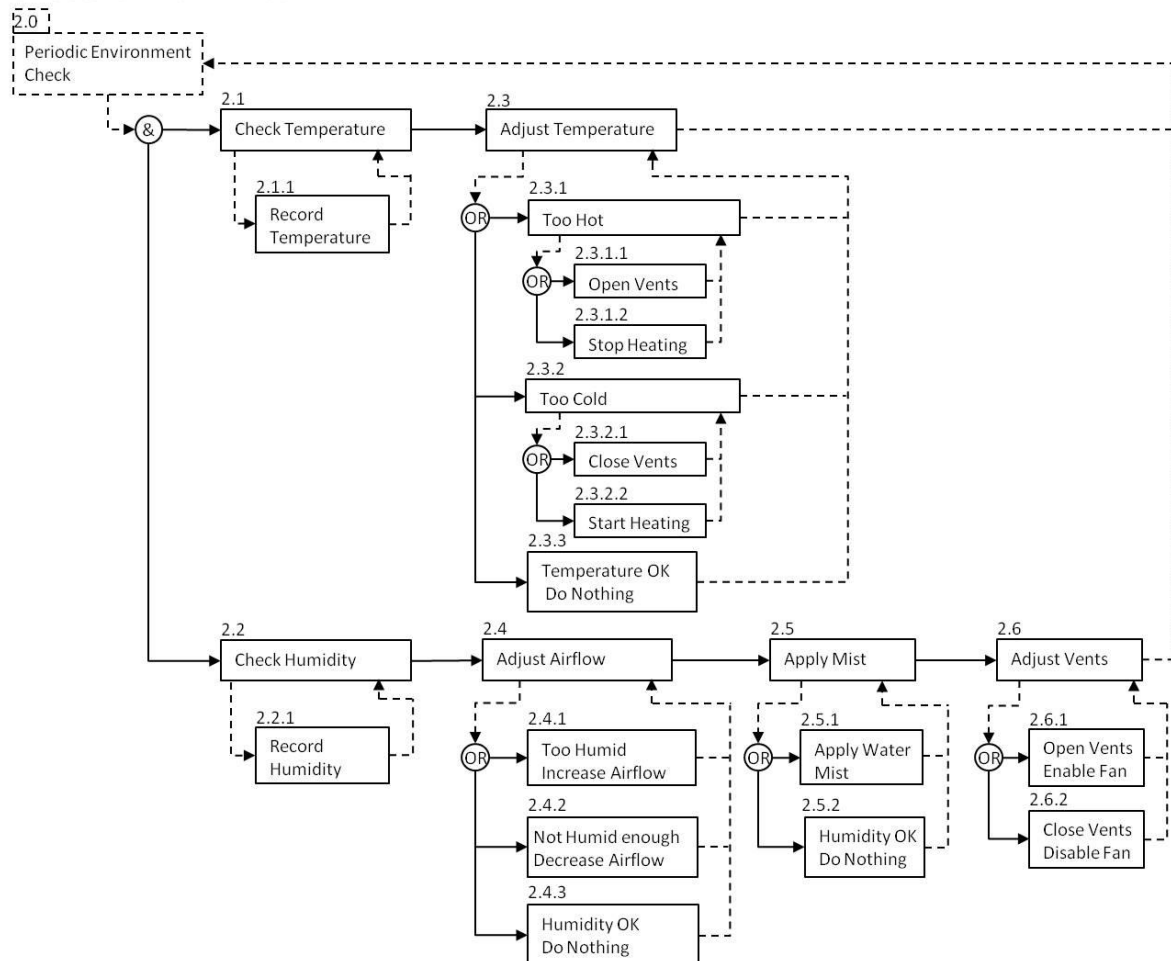 2.0
Periodic Environment
Check
&
2.1
Check Temperature
2.3
Adjust Temperature
2.1.1
Record
Temperature
OR
2.3.1
Too Hot
OR
2.3.1.1
Open Vents
2.3.1.2
Stop Heating
2.3.2
Too Cold
OR
2.3.2.1
Close Vents
2.3.2.2
Start Heating
2.3.3
Temperature OK
Do Nothing
2.2
Check Humidity
2.4
Adjust Airflow
2.5
Apply Mist
2.6
Adjust Vents
2.2.1
Record
Humidity
OR
2.4.1
Too Humid
Increase Airflow
2.4.2
Not Humid enough
Decrease Airflow
2.4.3
Humidity OK
Do Nothing
OR
2.5.1
Apply Water
Mist
2.5.2
Humidity OK
Do Nothing
OR
2.6.1
Open Vents
Enable Fan
2.6.2
Close Vents
Disable Fan